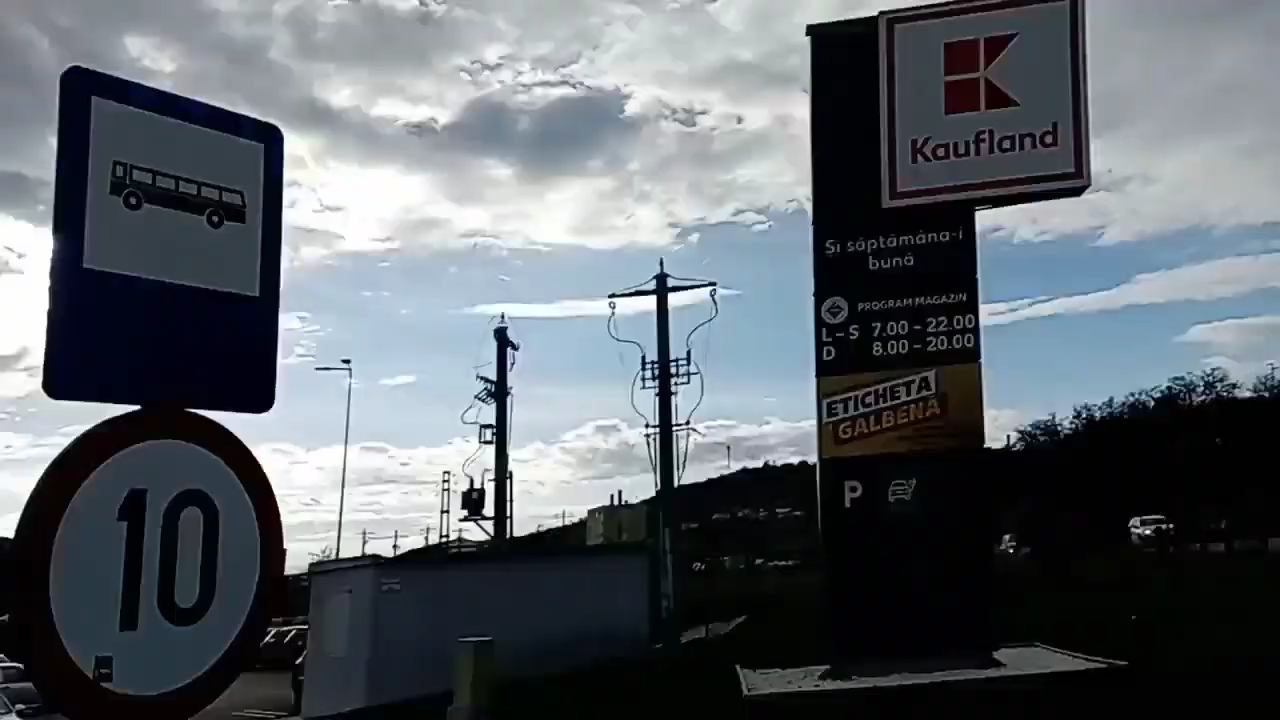 10
Kaufland
Și săptămâna-i
bună
PROGRAM MAGAZIN
L-S 7.00 - 22.00
D 8.00 - 20.00
ETICHETA
GALBENĂ
P